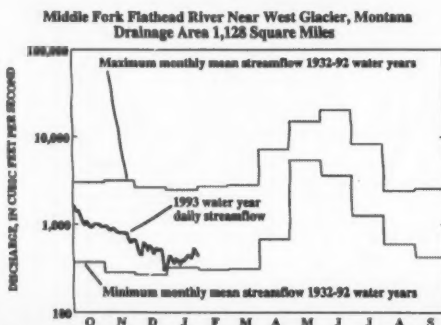 Middle Fork Flathead River Near West Glacier, Montana
Drainage Area 1,128 Square Miles
100,000
Maximum monthly mean streamflow 1932-92 water years
10,000
1993 water year
daily streamflow
1,000
Minimum monthly mean streamflow 1932-92 water years
100
DISCHARGE, IN CUBIC FEET PER SECOND
O N D J F M A M J J A S